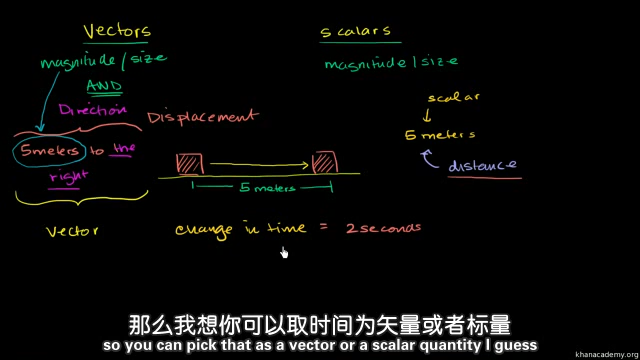 Vectors
magnitude / size
AND
Direction
Displacement
5 meters to the
right
vector
scalars
magnitude / size
scalar
5 meters
distance
5 meters
change in time = 2 seconds
那么我想你可以取时间为矢量或者标量
so you can pick that as a vector or a scalar quantity I guess
khanacademy.org